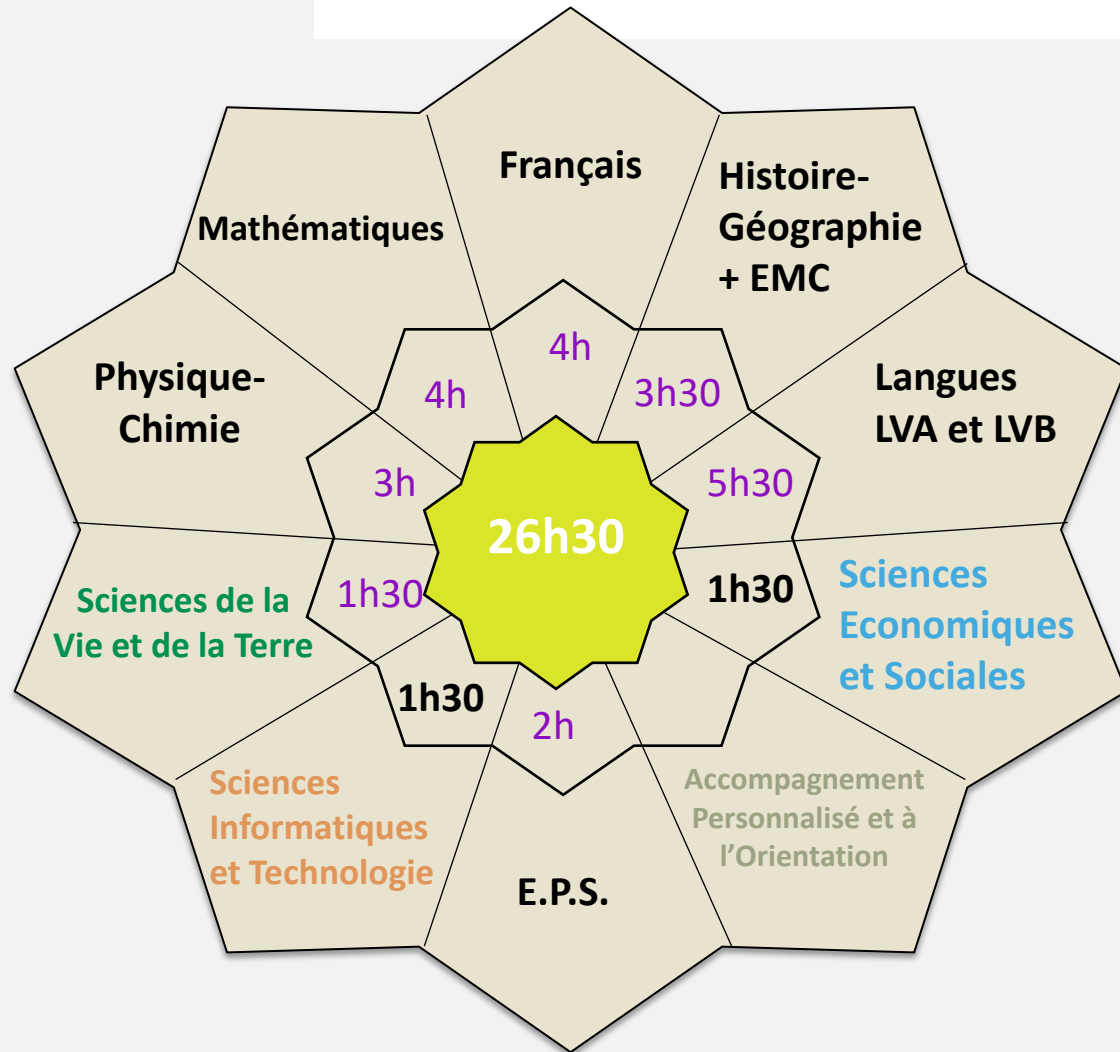 Français
4h
Histoire-
Géographie
+ EMC
3h30
Langues
LVA et LVB
5h30
Sciences
Economiques
et Sociales
1h30
Accompagnement
Personnalisé et à
l’Orientation
E.P.S.
2h
Sciences
Informatiques
et Technologie
1h30
Sciences de la
Vie et de la Terre
1h30
Physique-
Chimie
3h
Mathématiques
4h
26h30